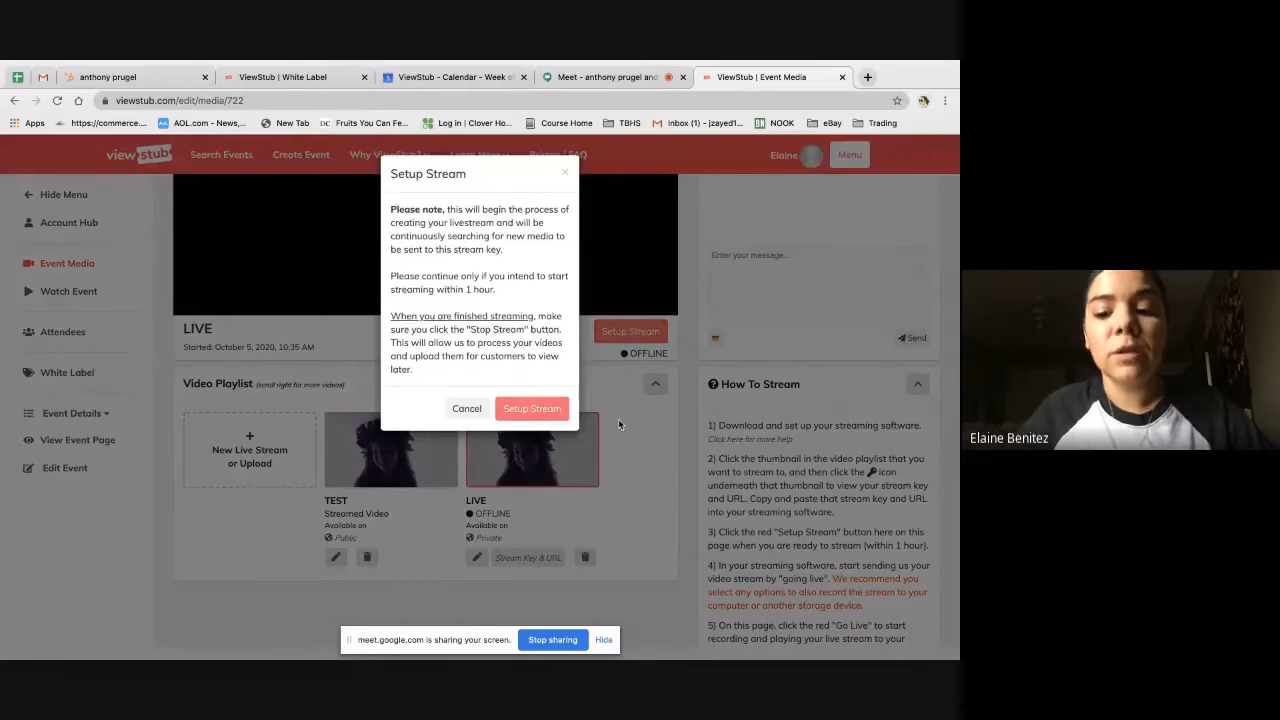 anthony prugel
ViewStub | White Label
ViewStub - Calendar - Week o
Meet - anthony prugel and
ViewStub | Event Media
viewstub.com/edit/media/722
Apps
https://commerce....
AOL.com - News,...
New Tab
Fruits You Can Fe...
Log in | Clover Ho...
Course Home
TBHS
Inbox (1) - jzayed1...
NOOK
eBay
Trading
view stub
Search Events
Create Event
Why ViewStub?
Elaine
Menu
Hide Menu
Account Hub
Event Media
Watch Event
Attendees
White Label
Event Details
View Event Page
Edit Event
Setup Stream
×
Please note, this will begin the process of
creating your livestream and will be
continuously searching for new media to
be sent to this stream key.
Please continue only if you intend to start
streaming within 1 hour.
When you are finished streaming, make
sure you click the "Stop Stream" button.
This will allow us to process your videos
and upload them for customers to view
later.
Cancel
Setup Stream
LIVE
Started: October 5, 2020, 10:35 AM
Setup Stream
OFFLINE
Video Playlist (scroll right for more videos)
+
New Live Stream
or Upload
TEST
Streamed Video
Available on
Public
LIVE
OFFLINE
Available on
Private
Stream Key & URL
Enter your message...
Send
How To Stream
1) Download and set up your streaming software.
Click here for more help
2) Click the thumbnail in the video playlist that you
want to stream to, and then click the icon
underneath that thumbnail to view your stream key
and URL. Copy and paste that stream key and URL
into your streaming software.
3) Click the red "Setup Stream" button here on this
page when you are ready to stream (within 1 hour).
4) In your streaming software, start sending us your
video stream by "going live". We recommend you
select any options to also record the stream to your
computer or another storage device.
5) On this page, click the red "Go Live" to start
recording and playing your live stream to your
meet.google.com is sharing your screen.
Stop sharing
Hide
Elaine Benitez